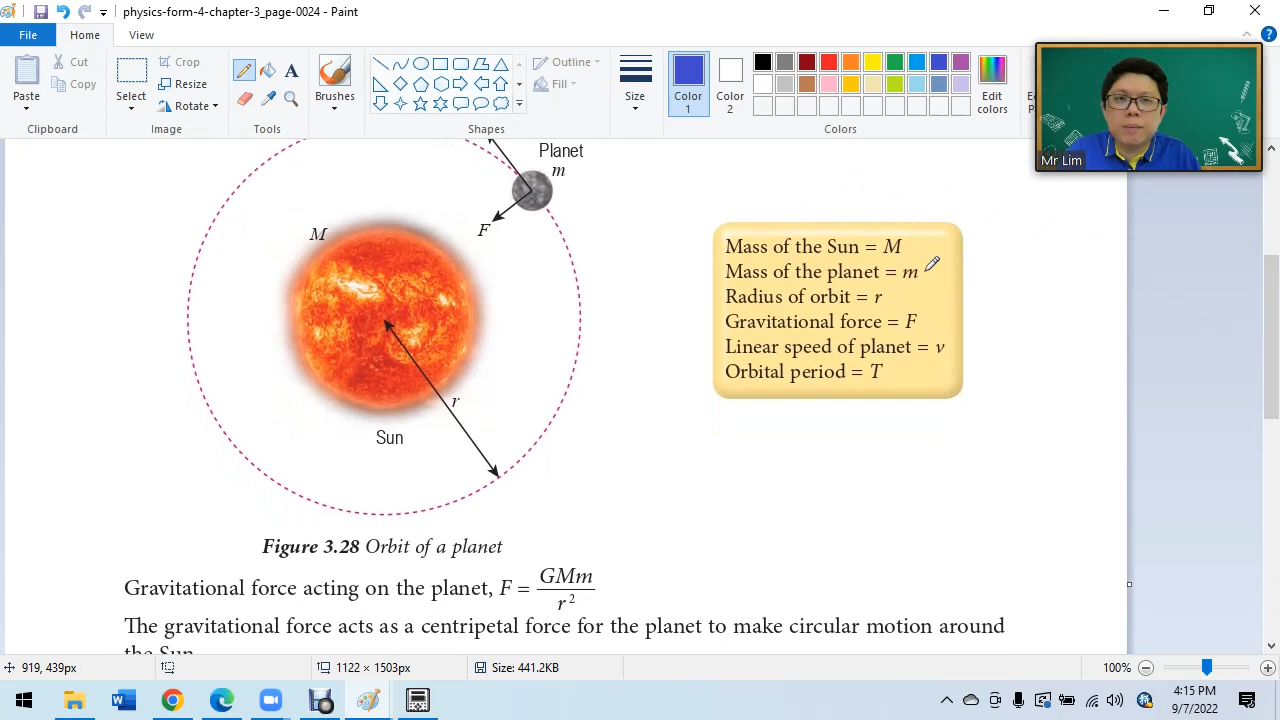 physics-form-4-chapter-3_page-0024 - Paint
File
Home
View
Paste
Cut
Copy
Clipboard
Select
Crop
Resize
Rotate
Image
Tools
Brushes
Outline
Fill
Shapes
Size
Color
1
Color
2
Edit
colors
Colors
Mr Lim
Planet
m
F
M
r
Sun
Mass of the Sun = M
Mass of the planet = m
Radius of orbit = r
Gravitational force = F
Linear speed of planet = v
Orbital period = T
Figure 3.28 Orbit of a planet
Gravitational force acting on the planet, F = GMm / r²
The gravitational force acts as a centripetal force for the planet to make circular motion around
the Sun
919, 439px
1122 × 1503px
Size: 441.2KB
100%
4:15 PM
9/7/2022